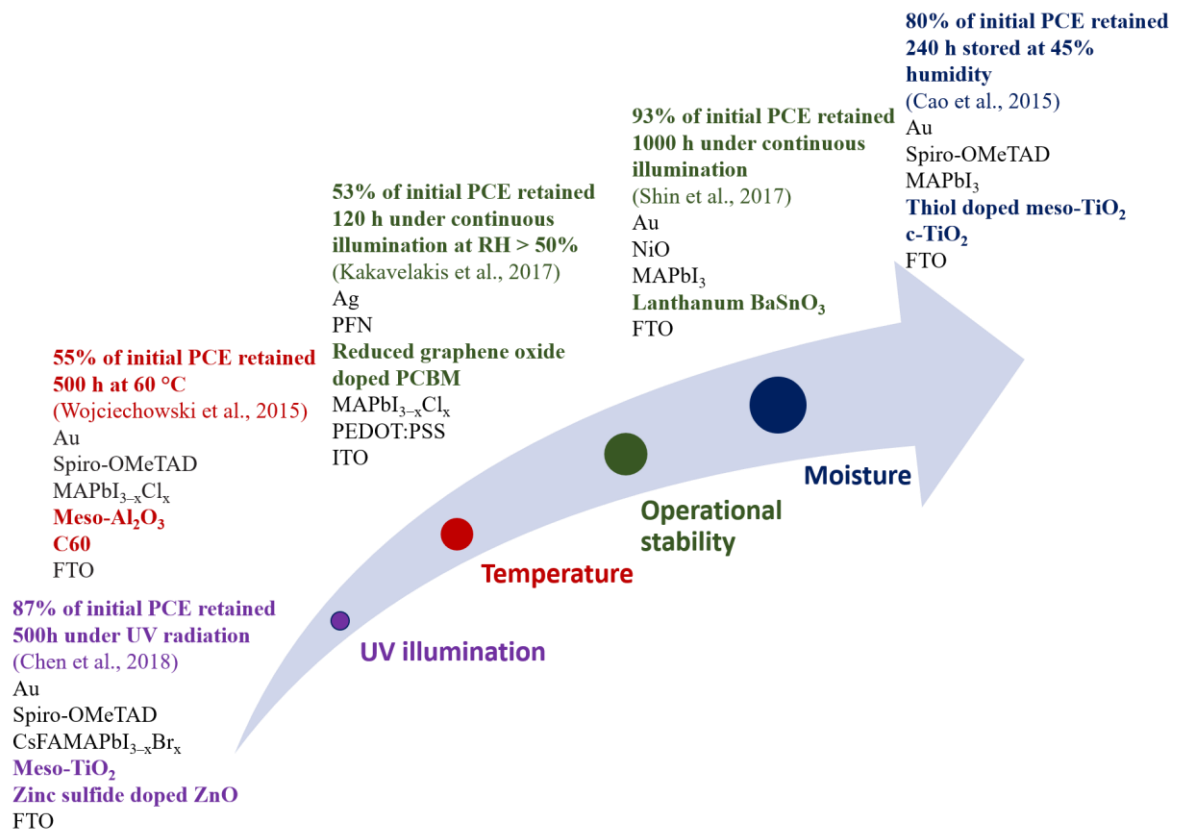 80% of initial PCE retained
240 h stored at 45%
humidity
(Cao et al., 2015)
Au
Spiro-OMeTAD
MAPbI₃
Thiol doped meso-TiO₂
c-TiO₂
FTO
93% of initial PCE retained
1000 h under continuous
illumination
(Shin et al., 2017)
Au
NiO
MAPbI₃
Lanthanum BaSnO₃
FTO
53% of initial PCE retained
120 h under continuous
illumination at RH > 50%
(Kakavelakis et al., 2017)
Ag
PFN
Reduced graphene oxide
doped PCBM
MAPbI₃₋ₓClₓ
PEDOT:PSS
ITO
55% of initial PCE retained
500 h at 60 °C
(Wojciechowski et al., 2015)
Au
Spiro-OMeTAD
MAPbI₃₋ₓClₓ
Meso-Al₂O₃
C60
FTO
87% of initial PCE retained
500h under UV radiation
(Chen et al., 2018)
Au
Spiro-OMeTAD
CsFAMAPbI₃₋ₓBrₓ
Meso-TiO₂
Zinc sulfide doped ZnO
FTO
Moisture
Operational
stability
Temperature
UV illumination